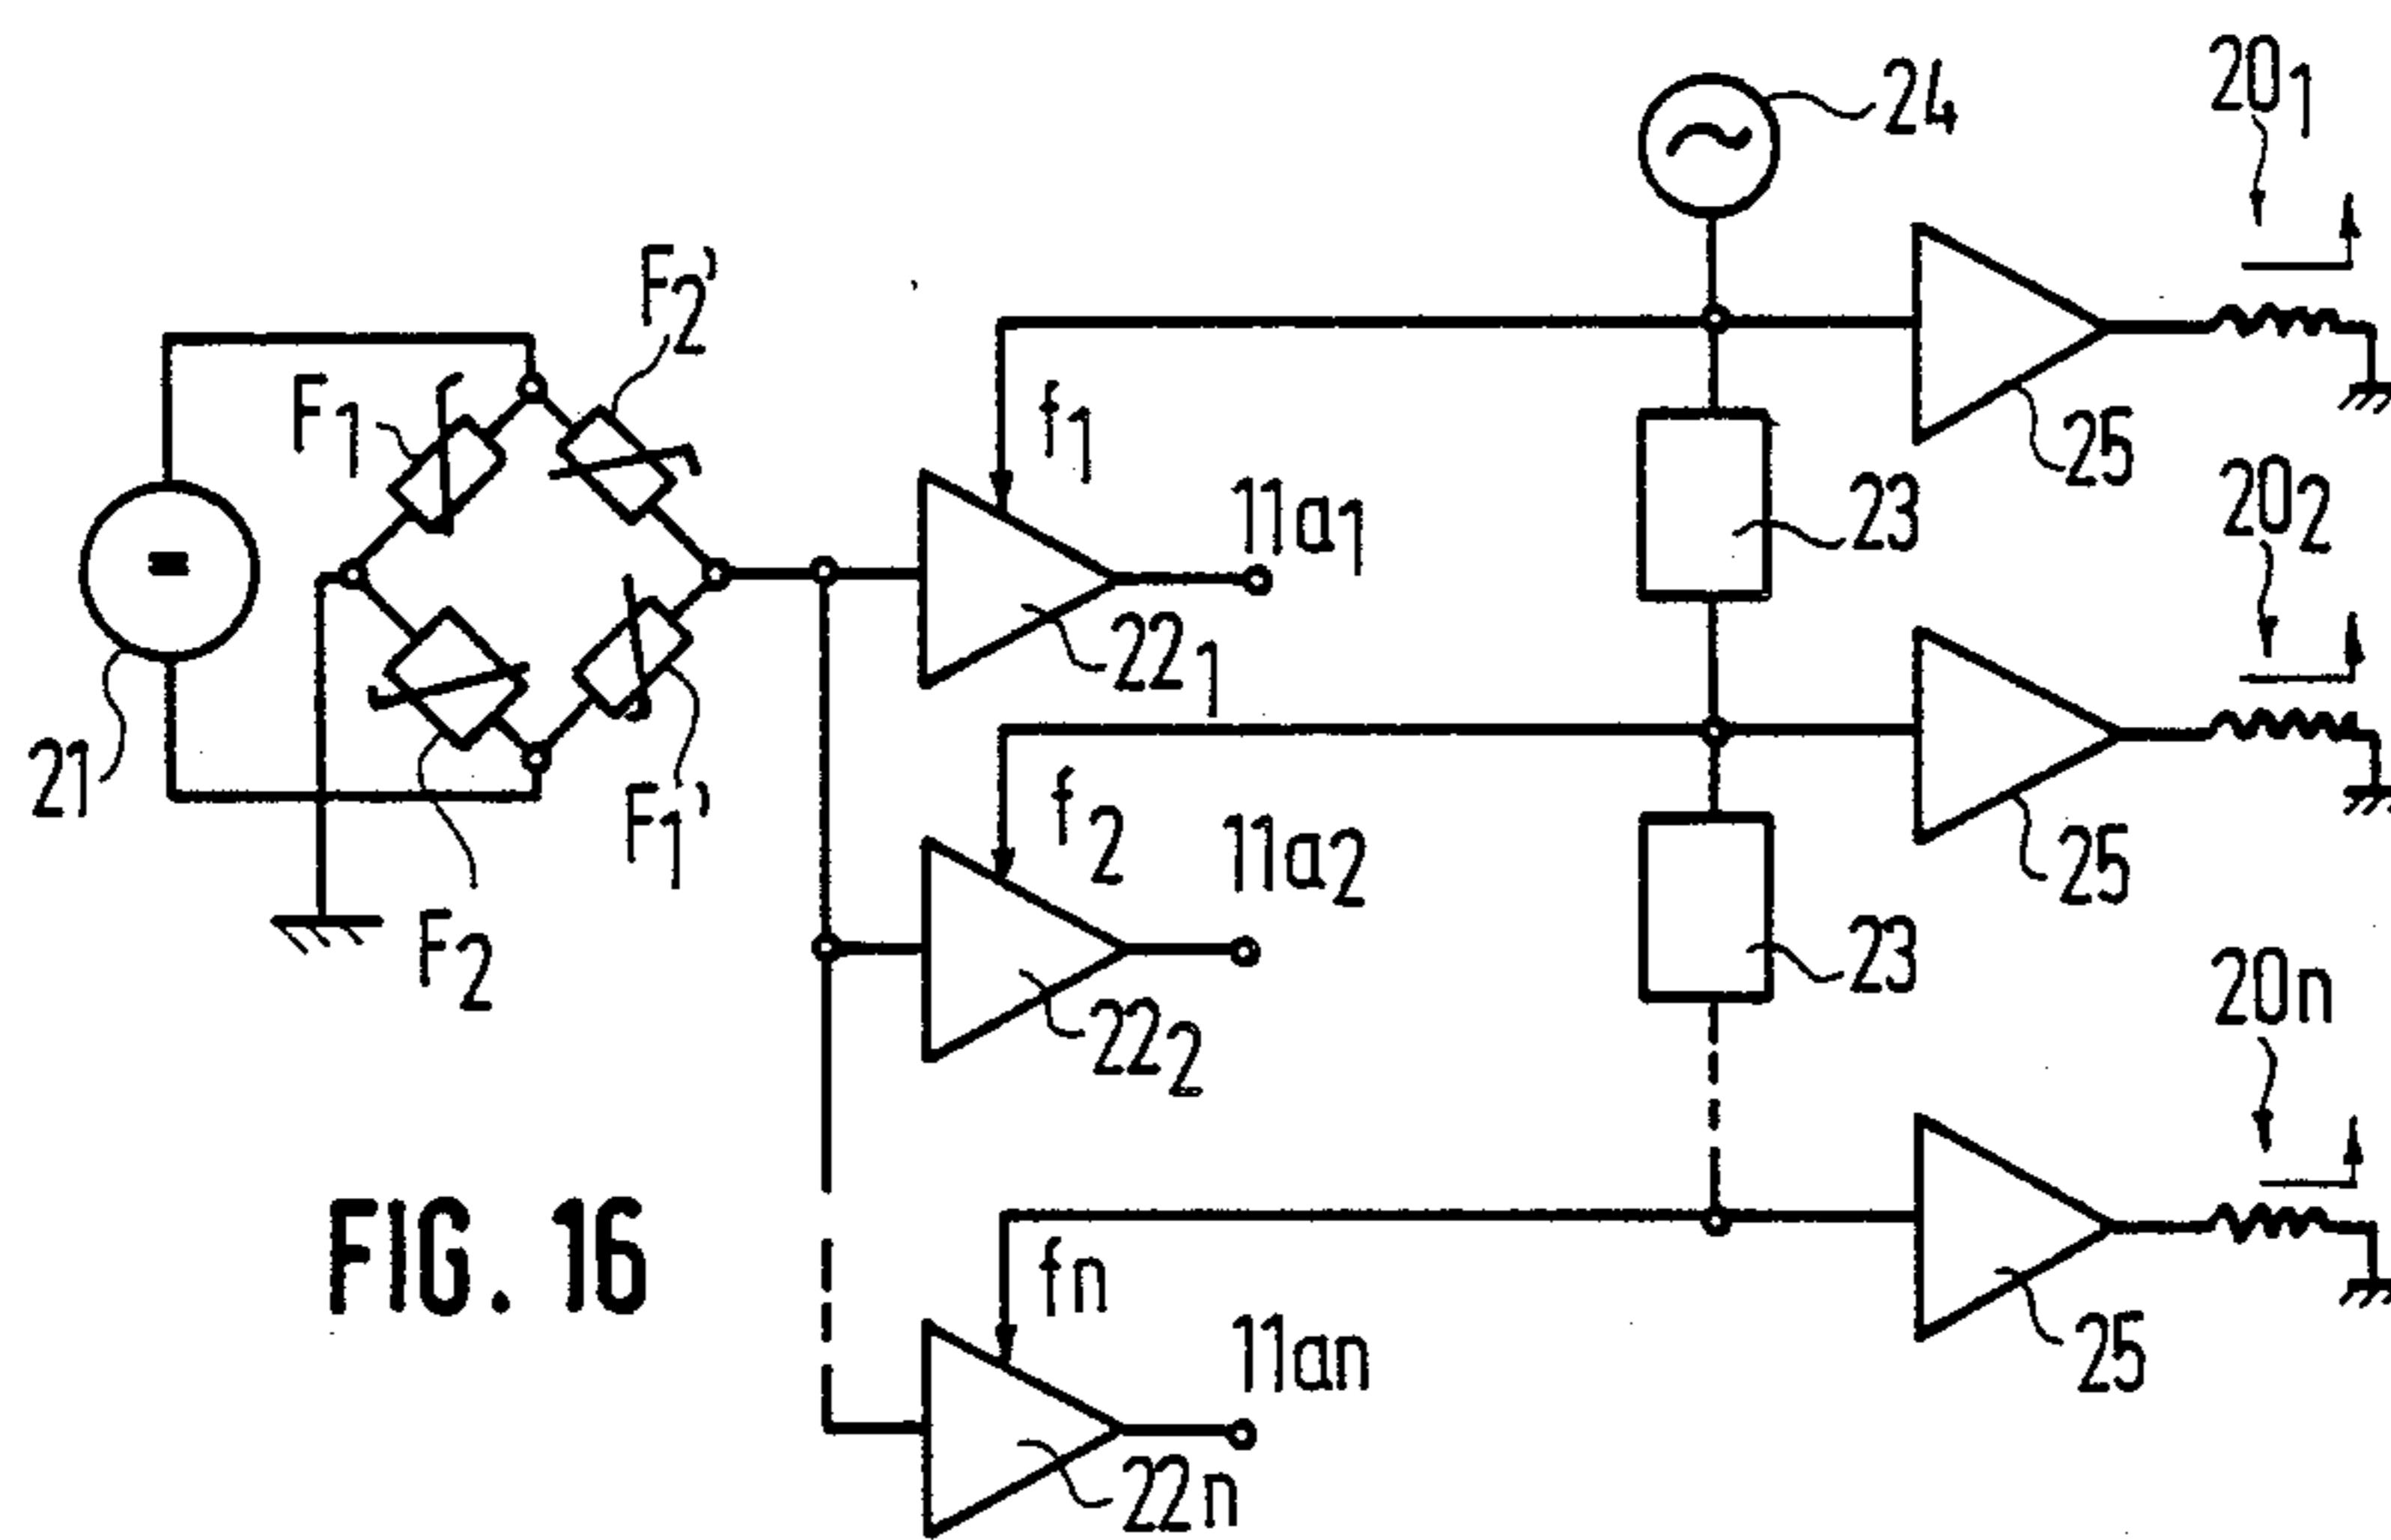 24
20₁
F₂'
F₁
f₁
25
11a₁
23
20₂
22₁
21
F₁'
f₂
11a₂
25
F₂
23
20n
22₂
FIG. 16
fn
11an
25
22n